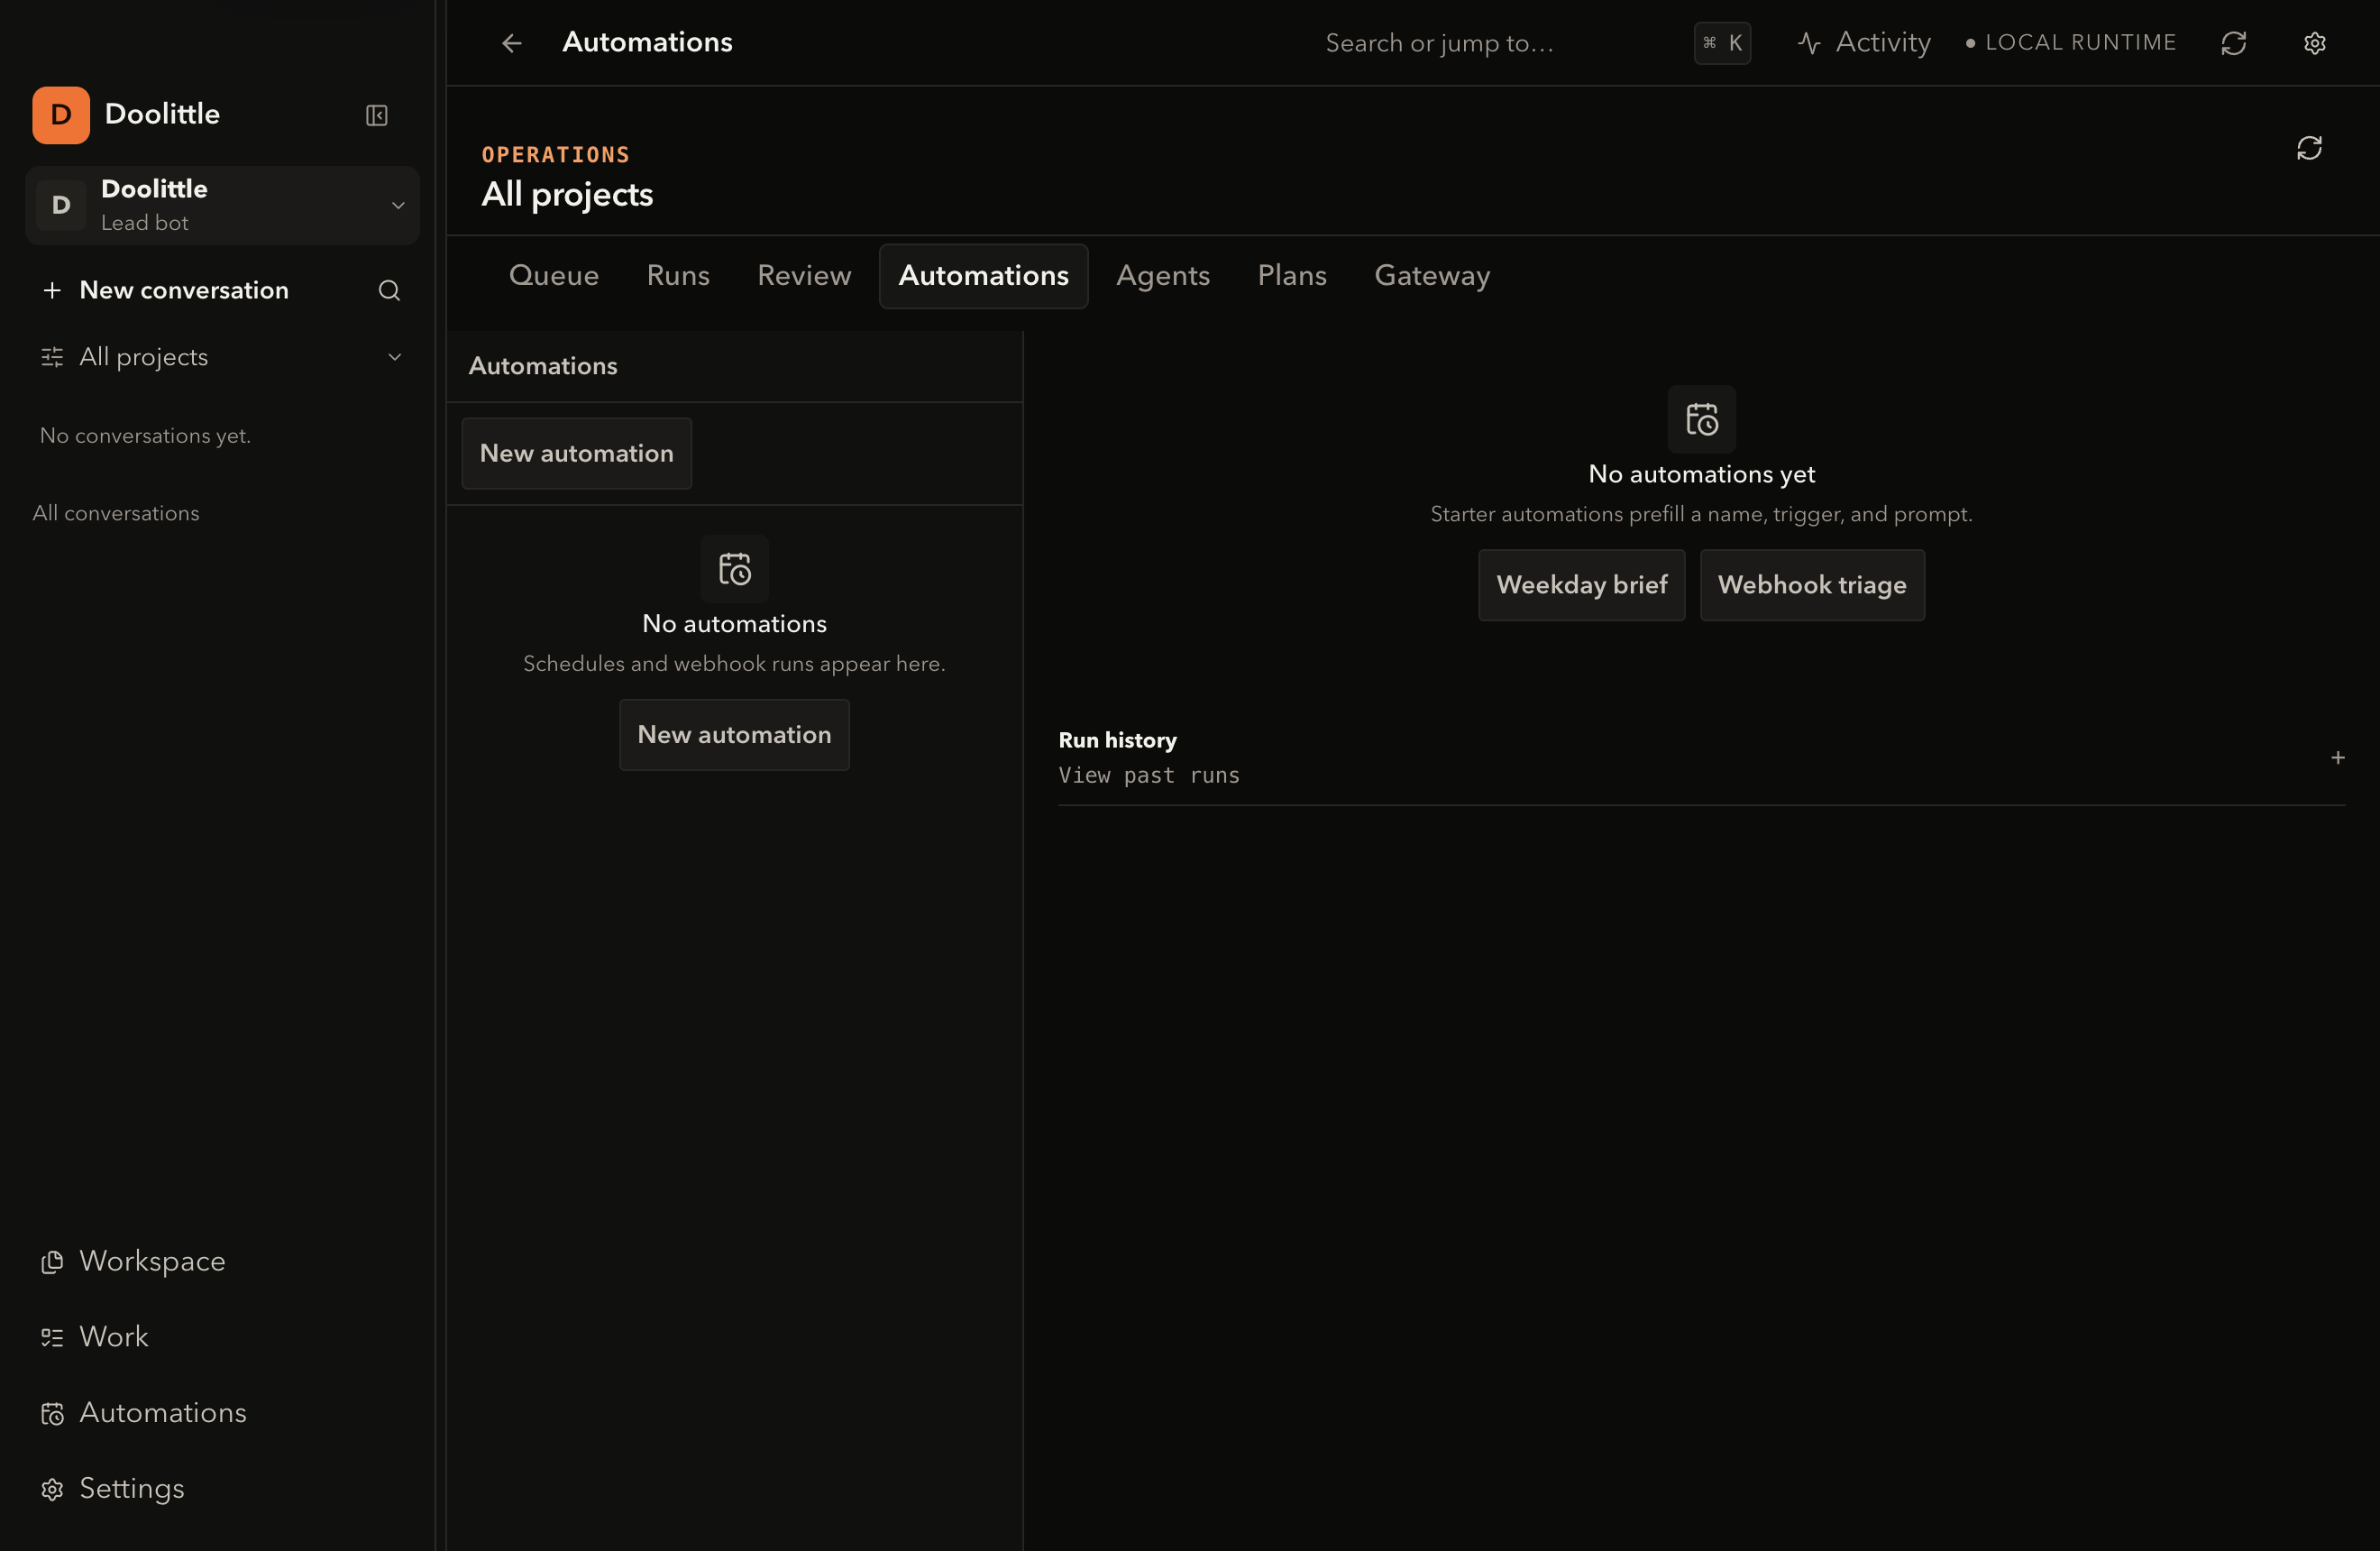 D Doolittle
D Doolittle
Lead bot
New conversation
All projects
No conversations yet.
All conversations
Workspace
Work
Automations
Settings
Automations
Search or jump to…
⌘ K
Activity
LOCAL RUNTIME
OPERATIONS
All projects
Queue Runs Review Automations Agents Plans Gateway
Automations
New automation
No automations
Schedules and webhook runs appear here.
New automation
No automations yet
Starter automations prefill a name, trigger, and prompt.
Weekday brief Webhook triage
Run history
View past runs